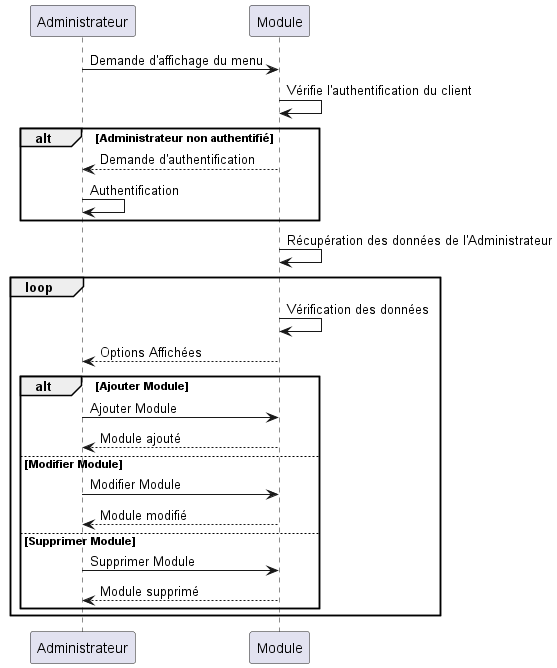 Administrateur
Module
Demande d'affichage du menu
Vérifie l'authentification du client
alt
[Administrateur non authentifié]
Demande d'authentification
Authentification
Récupération des données de l'Administrateur
loop
Vérification des données
Options Affichées
alt
[Ajouter Module]
Ajouter Module
Module ajouté
[Modifier Module]
Modifier Module
Module modifié
[Supprimer Module]
Supprimer Module
Module supprimé
Administrateur
Module